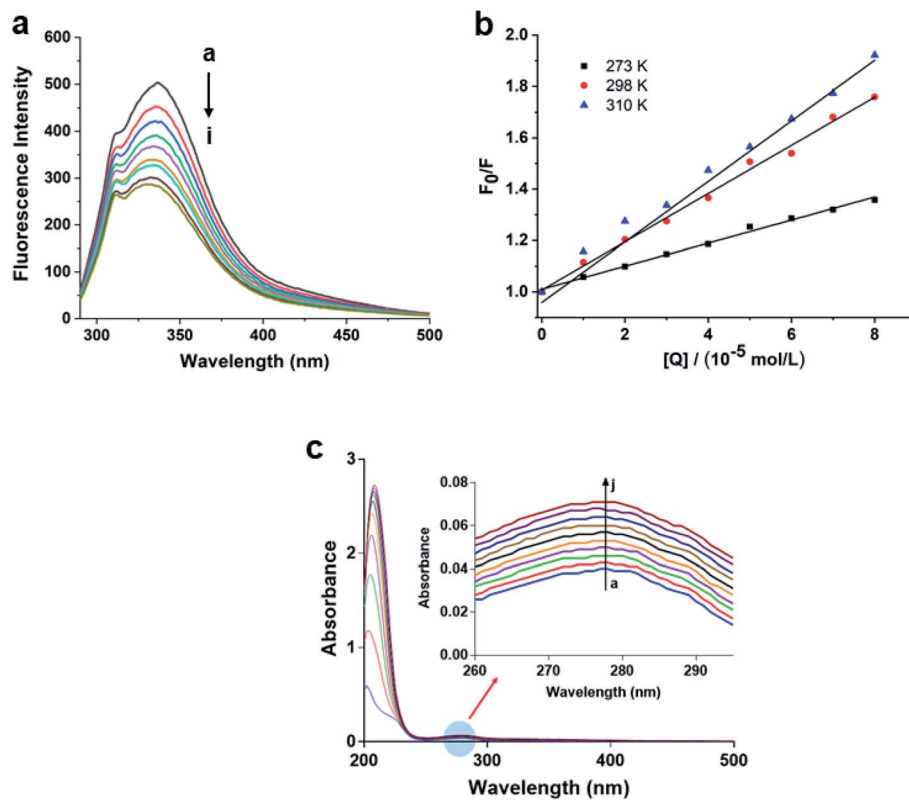 a
600
500
400
300
200
100
0
Fluorescence Intensity
a
i
300
350
400
450
500
Wavelength (nm)
b
2.0
1.8
1.6
1.4
1.2
1.0
F0/F
273 K
298 K
310 K
0
2
4
6
8
[Q] / (10-5 mol/L)
c
3
2
1
0
Absorbance
200
300
400
500
Wavelength (nm)
0.08
0.06
0.04
0.02
0.00
Absorbance
j
a
260
270
280
290
Wavelength (nm)